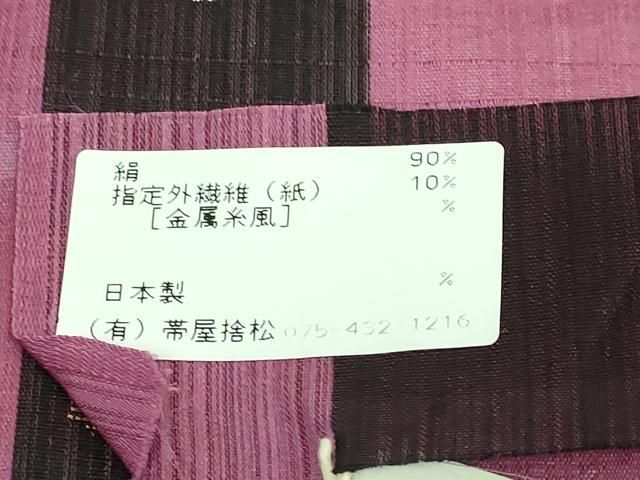 絹 90%
指定外繊維（紙） 10%
［金属糸風］ %
日本製 %
（有）帯屋捨松 075-432-1216